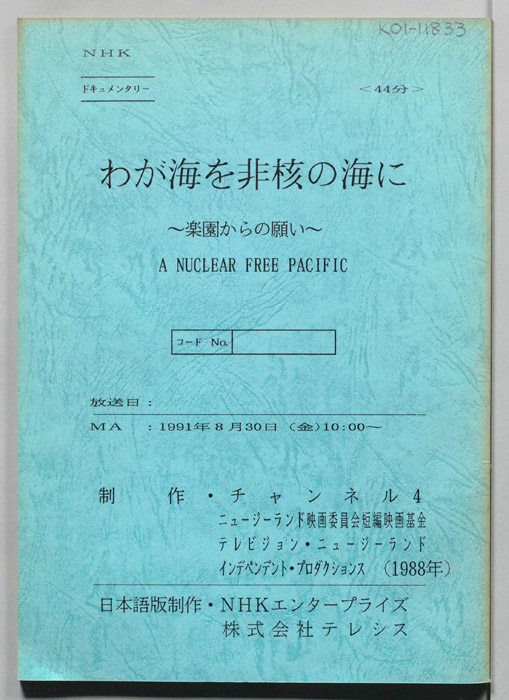 K01-11833
NHK
ドキュメンタリー
<44分>
わが海を非核の海に
～楽園からの願い～
A NUCLEAR FREE PACIFIC
コード No.
放送日：
MA ：1991年8月30日（金）10:00～
制作・チャンネル4
ニュージーランド映画委員会短編映画基金
テレビジョン・ニュージーランド
インデペンデント・プロダクションス （1988年）
日本語版制作・NHKエンタープライズ
株式会社テレシス